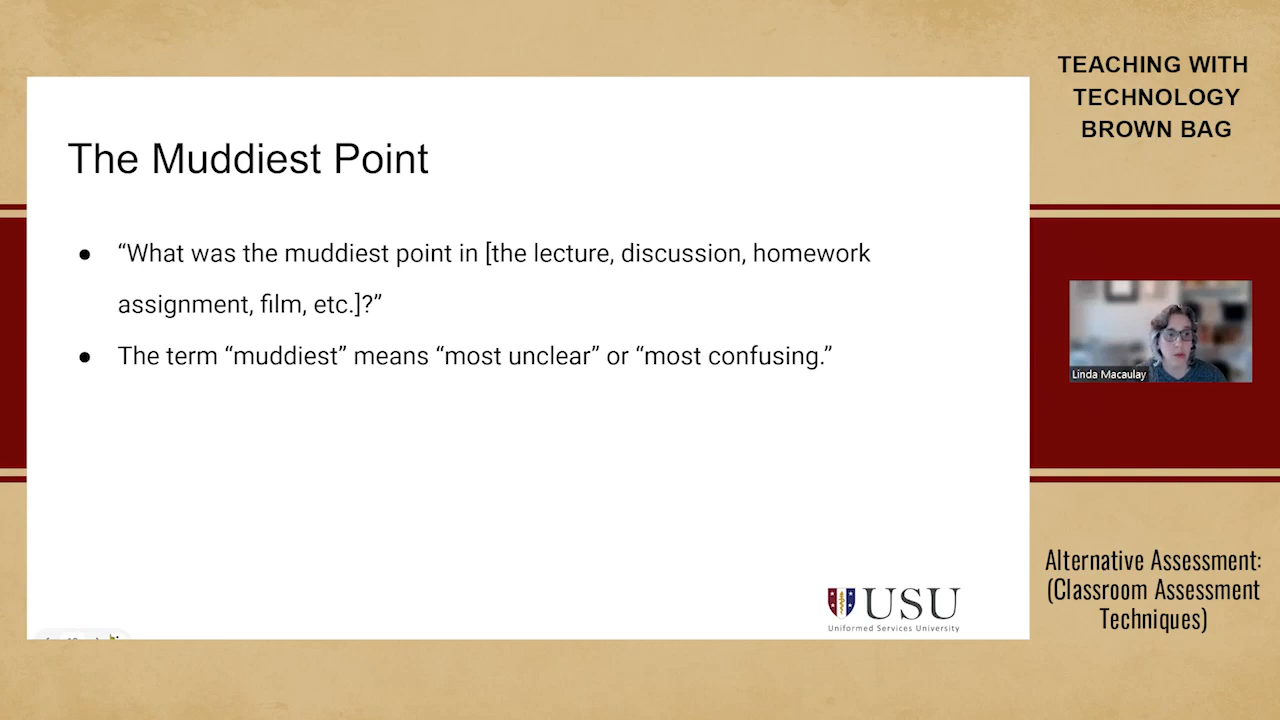 TEACHING WITH
TECHNOLOGY
BROWN BAG
The Muddiest Point
● “What was the muddiest point in [the lecture, discussion, homework
assignment, film, etc.]?”
● The term “muddiest” means “most unclear” or “most confusing.”
Linda Macaulay
USU
Uniformed Services University
Alternative Assessment:
(Classroom Assessment
Techniques)